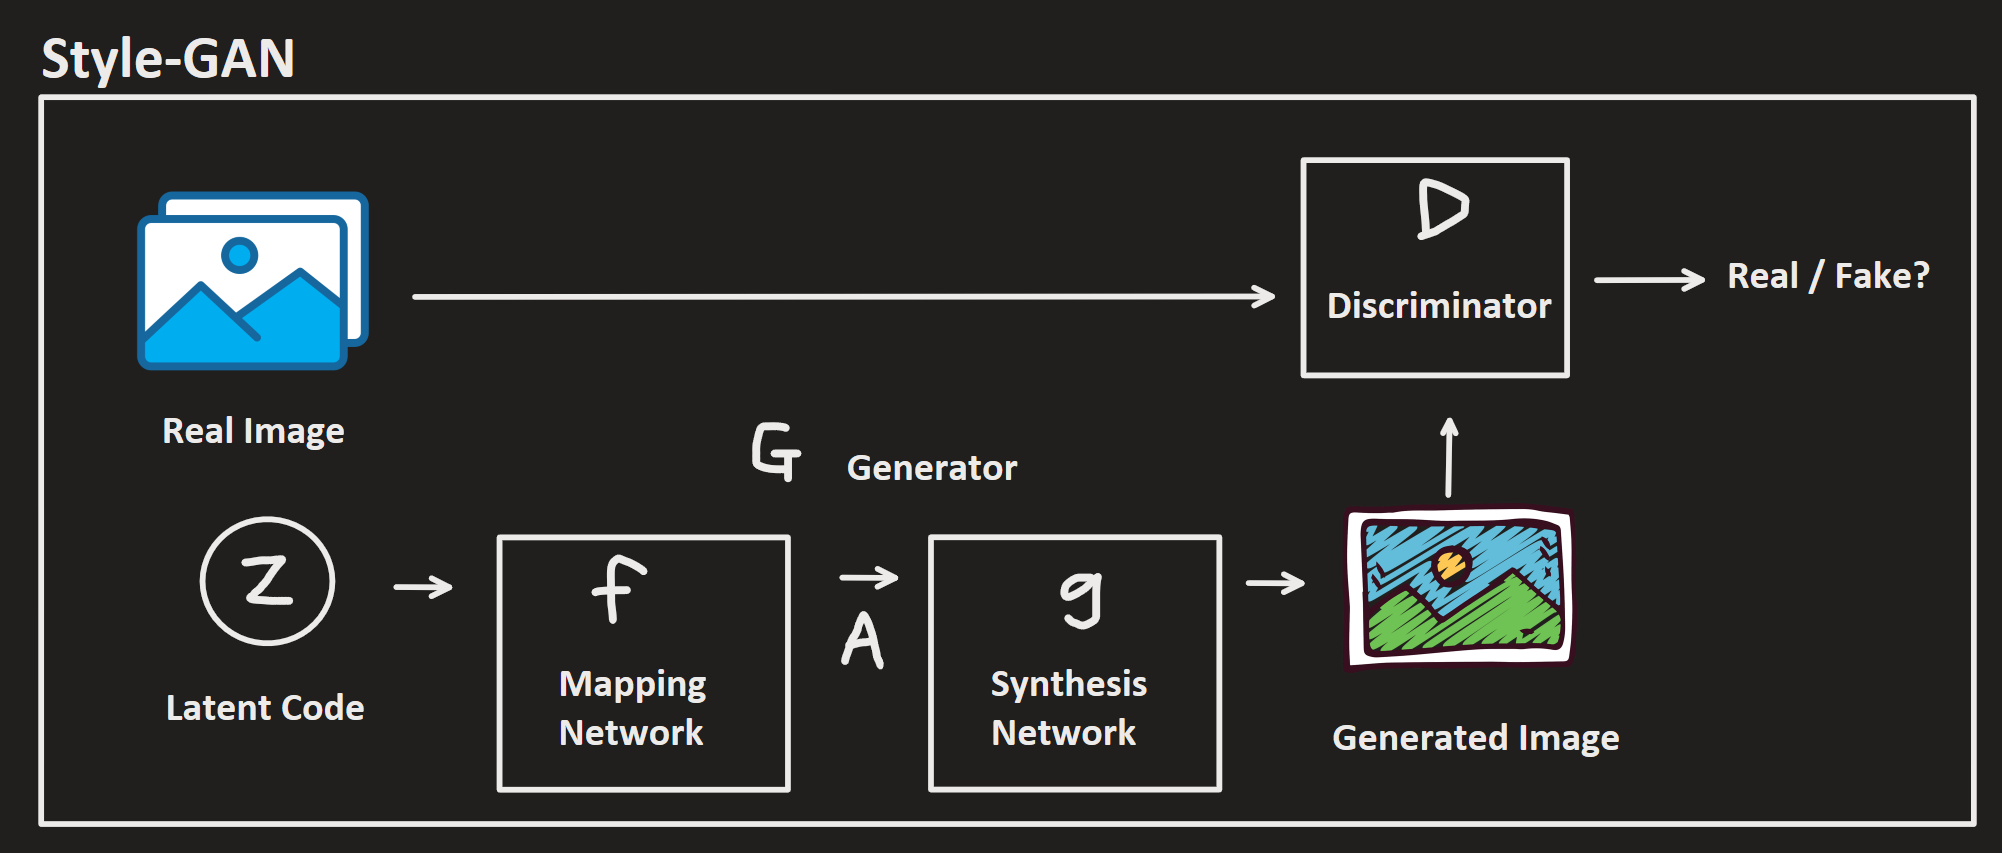 Style-GAN
D
Discriminator
Real / Fake?
Real Image
G Generator
z
Latent Code
f
Mapping
Network
A
g
Synthesis
Network
Generated Image